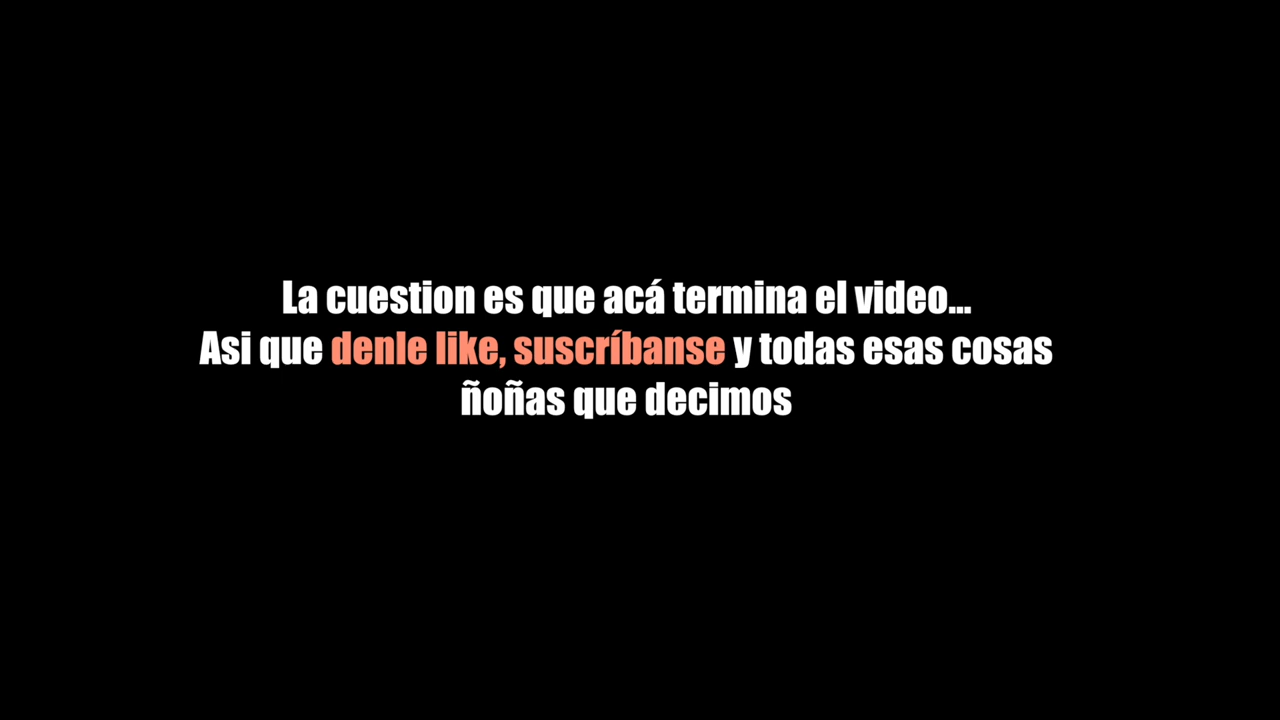 La cuestion es que acá termina el video...
Asi que denle like, suscríbanse y todas esas cosas
ñoñas que decimos